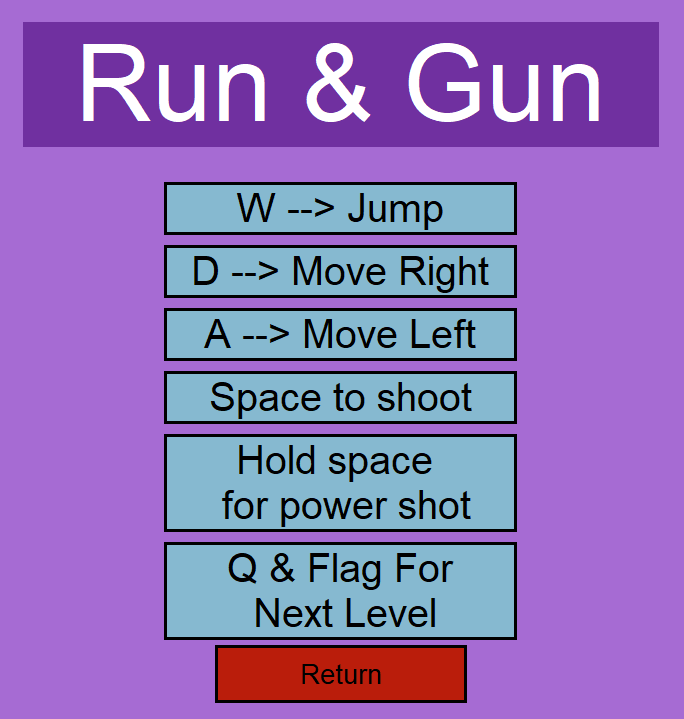 Run & Gun
W --> Jump
D --> Move Right
A --> Move Left
Space to shoot
Hold space
for power shot
Q & Flag For
Next Level
Return